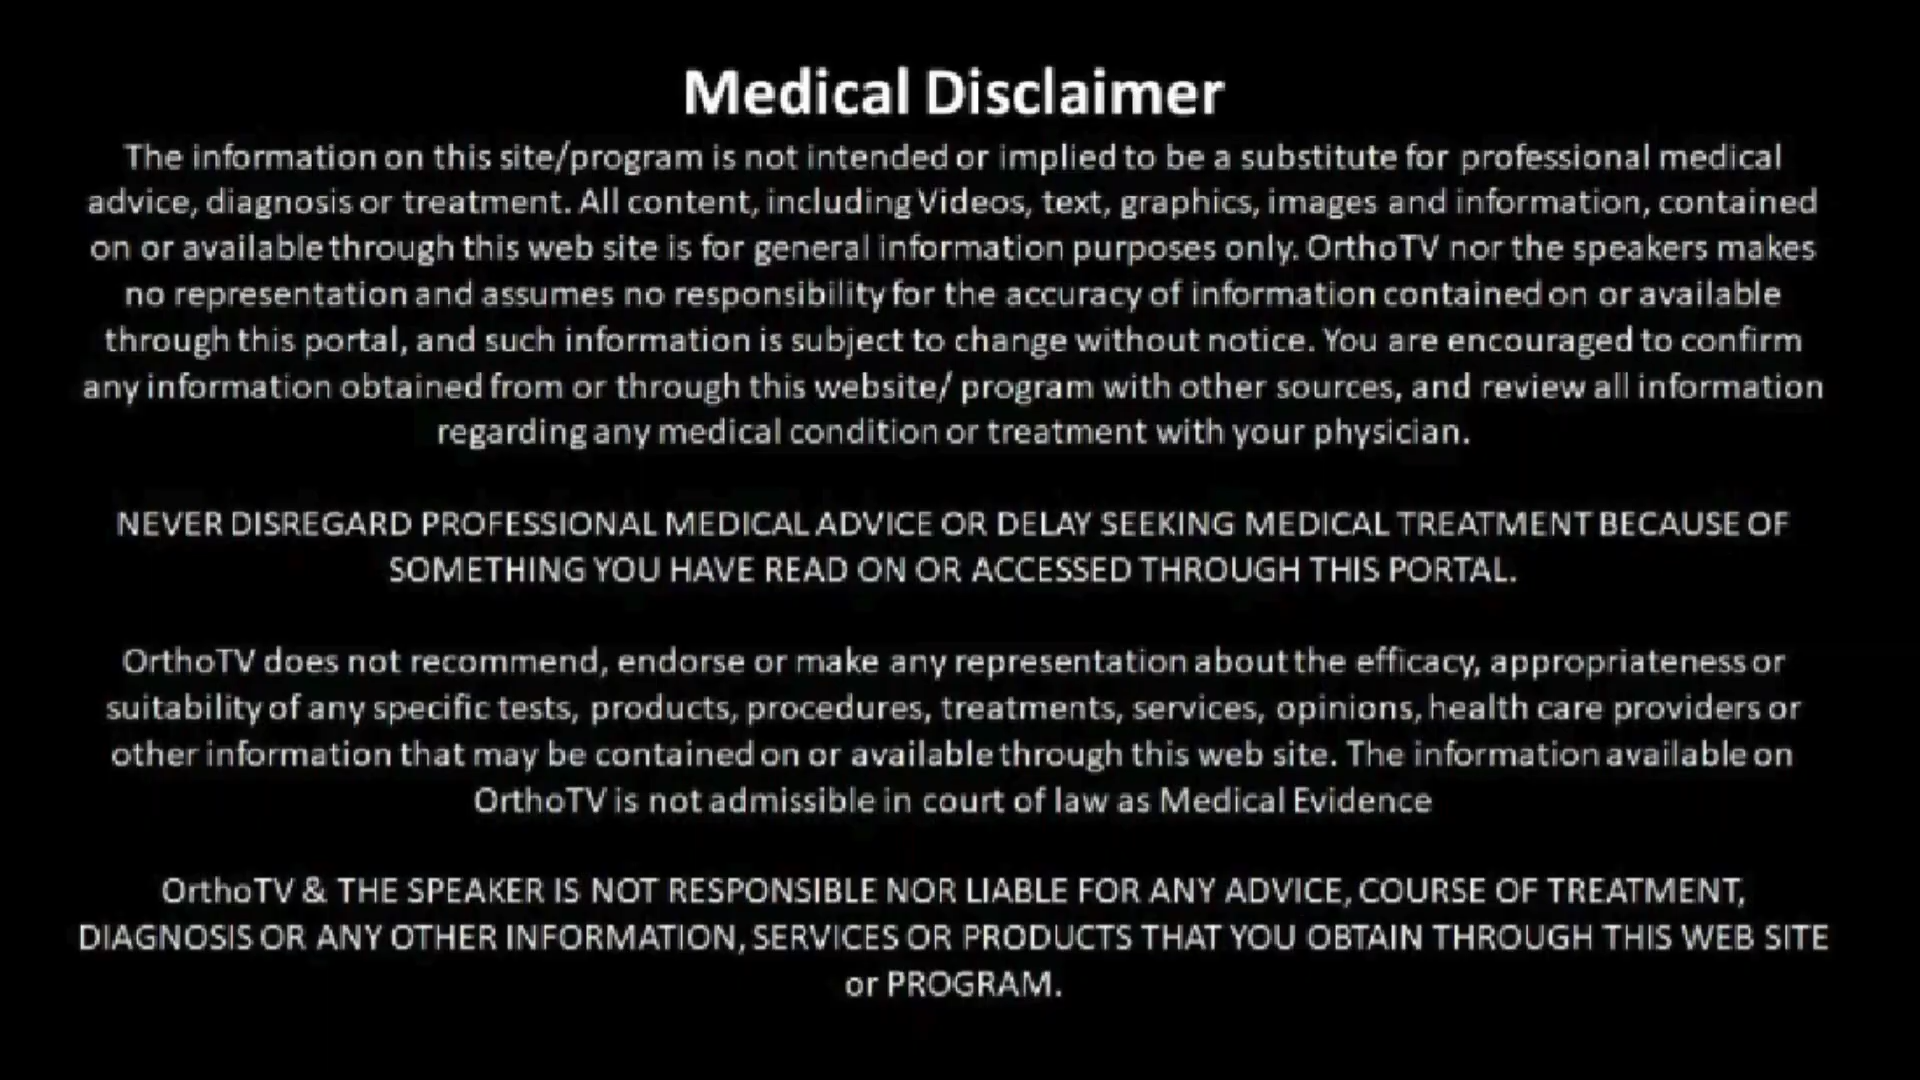 Medical Disclaimer
The information on this site/program is not intended or implied to be a substitute for professional medical
advice, diagnosis or treatment. All content, including Videos, text, graphics, images and information, contained
on or available through this web site is for general information purposes only. OrthoTV nor the speakers makes
no representation and assumes no responsibility for the accuracy of information contained on or available
through this portal, and such information is subject to change without notice. You are encouraged to confirm
any information obtained from or through this website/ program with other sources, and review all information
regarding any medical condition or treatment with your physician.
NEVER DISREGARD PROFESSIONAL MEDICAL ADVICE OR DELAY SEEKING MEDICAL TREATMENT BECAUSE OF
SOMETHING YOU HAVE READ ON OR ACCESSED THROUGH THIS PORTAL.
OrthoTV does not recommend, endorse or make any representation about the efficacy, appropriateness or
suitability of any specific tests, products, procedures, treatments, services, opinions, health care providers or
other information that may be contained on or available through this web site. The information available on
OrthoTV is not admissible in court of law as Medical Evidence
OrthoTV & THE SPEAKER IS NOT RESPONSIBLE NOR LIABLE FOR ANY ADVICE, COURSE OF TREATMENT,
DIAGNOSIS OR ANY OTHER INFORMATION, SERVICES OR PRODUCTS THAT YOU OBTAIN THROUGH THIS WEB SITE
or PROGRAM.